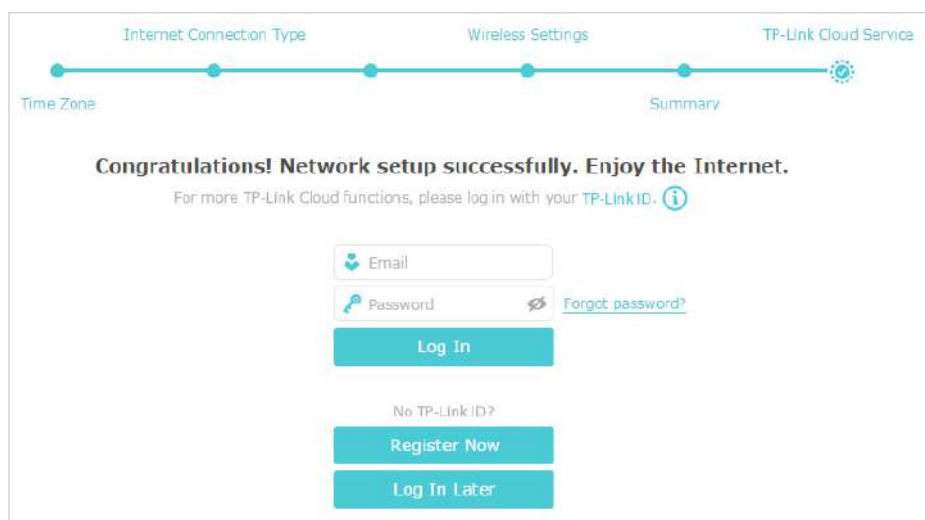 Internet Connection Type Wireless Settings TP-Link Cloud Service
Time Zone Summary
Congratulations! Network setup successfully. Enjoy the Internet.
For more TP-Link Cloud functions, please log in with your TP-Link ID.
Email
Password Forgot password?
Log In
No TP-Link ID?
Register Now
Log In Later